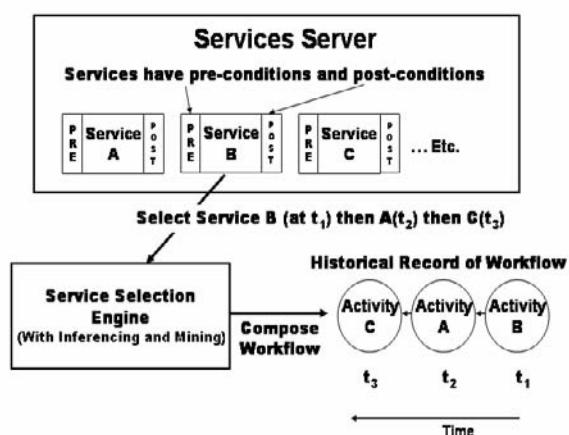 Services Server
Services have pre-conditions and post-conditions
PRE Service A POST
PRE Service B POST
PRE Service C POST
... Etc.
Select Service B (at t1) then A(t2) then C(t3)
Service Selection
Engine
(With Inferencing and Mining)
Compose
Workflow
Historical Record of Workflow
Activity C
Activity A
Activity B
t3 t2 t1
Time